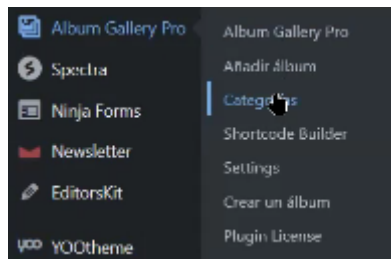 Album Gallery Pro
Spectra
Ninja Forms
Newsletter
EditorsKit
YOOtheme
Album Gallery Pro
Añadir álbum
Categorías
Shortcode Builder
Settings
Crear un álbum
Plugin License